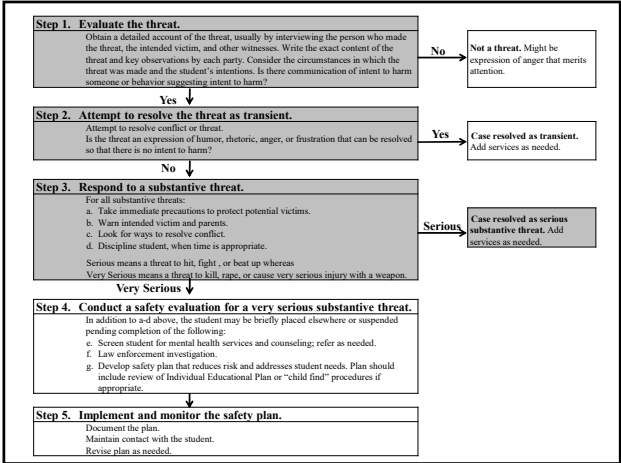 Step 1. Evaluate the threat.
Obtain a detailed account of the threat, usually by interviewing the person who made
the threat, the intended victim, and other witnesses. Write the exact content of the
threat and key observations by each party. Consider the circumstances in which the
threat was made and the student's intentions. Is there communication of intent to harm
someone or behavior suggesting intent to harm?
No
Not a threat. Might be
expression of anger that merits
attention.
Yes
Step 2. Attempt to resolve the threat as transient.
Attempt to resolve conflict or threat.
Is the threat an expression of humor, rhetoric, anger, or frustration that can be resolved
so that there is no intent to harm?
Yes
Case resolved as transient.
Add services as needed.
No
Step 3. Respond to a substantive threat.
For all substantive threats:
a. Take immediate precautions to protect potential victims.
b. Warn intended victim and parents.
c. Look for ways to resolve conflict.
d. Discipline student, when time is appropriate.
Serious means a threat to hit, fight , or beat up whereas
Very Serious means a threat to kill, rape, or cause very serious injury with a weapon.
Serious
Case resolved as serious
substantive threat. Add
services as needed.
Very Serious
Step 4. Conduct a safety evaluation for a very serious substantive threat.
In addition to a-d above, the student may be briefly placed elsewhere or suspended
pending completion of the following:
e. Screen student for mental health services and counseling; refer as needed.
f. Law enforcement investigation.
g. Develop safety plan that reduces risk and addresses student needs. Plan should
include review of Individual Educational Plan or "child find" procedures if
appropriate.
Step 5. Implement and monitor the safety plan.
Document the plan.
Maintain contact with the student.
Revise plan as needed.